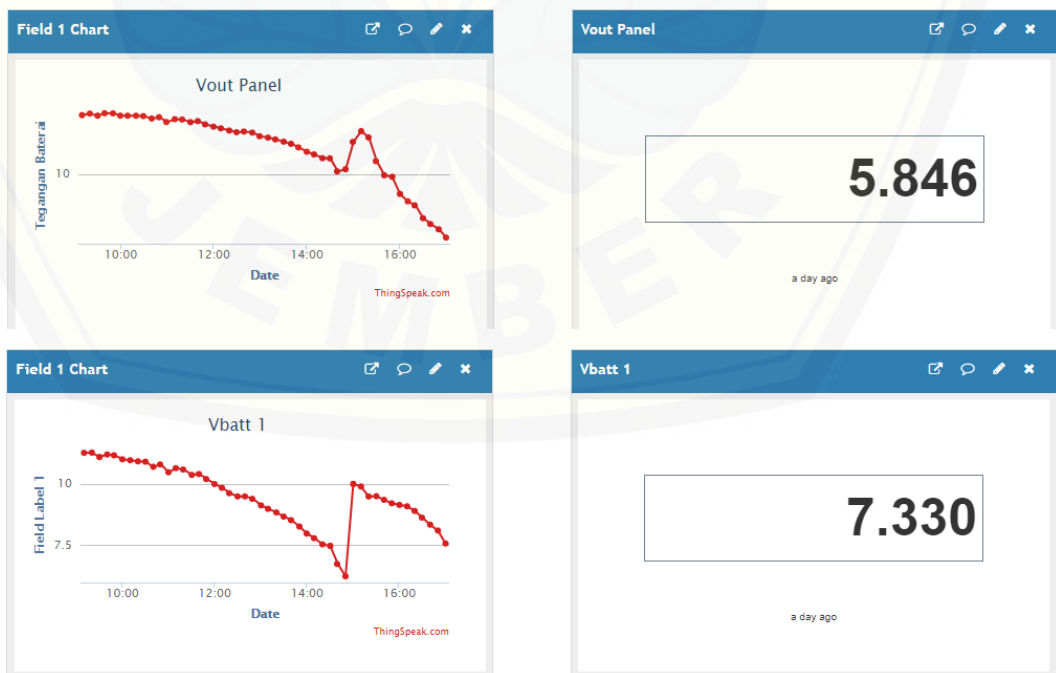 Field 1 Chart
Vout Panel
Vout Panel
Tegangan Baterai
10
10:00 12:00 14:00 16:00
Date
ThingSpeak.com
5.846
a day ago
Field 1 Chart
Vbatt 1
Vbatt 1
Field Label 1
10
7.5
10:00 12:00 14:00 16:00
Date
ThingSpeak.com
7.330
a day ago
JEMBER